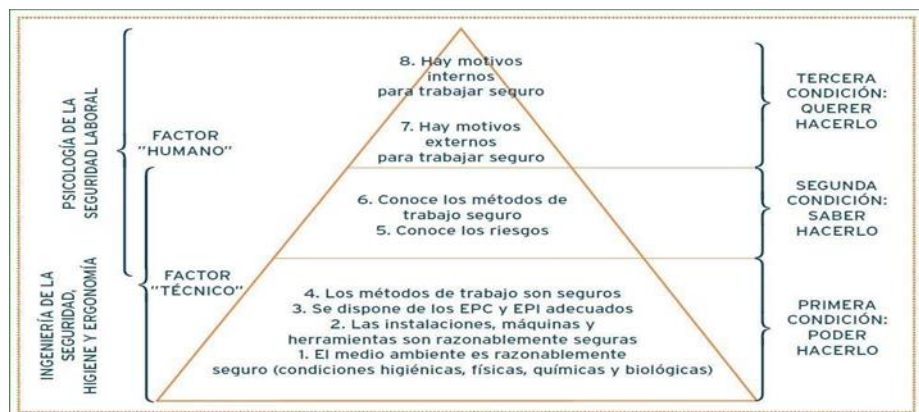 PSICOLOGÍA DE LA
SEGURIDAD LABORAL
INGENIERÍA DE LA
SEGURIDAD,
HIGIENE Y ERGONOMÍA
FACTOR
"HUMANO"
FACTOR
"TÉCNICO"
8. Hay motivos
internos
para trabajar seguro
7. Hay motivos
externos
para trabajar seguro
6. Conoce los métodos de
trabajo seguro
5. Conoce los riesgos
4. Los métodos de trabajo son seguros
3. Se dispone de los EPC y EPI adecuados
2. Las instalaciones, máquinas y
herramientas son razonablemente seguras
1. El medio ambiente es razonablemente
seguro (condiciones higiénicas, físicas, químicas y biológicas)
TERCERA
CONDICIÓN:
QUERER
HACERLO
SEGUNDA
CONDICIÓN:
SABER
HACERLO
PRIMERA
CONDICIÓN:
PODER
HACERLO